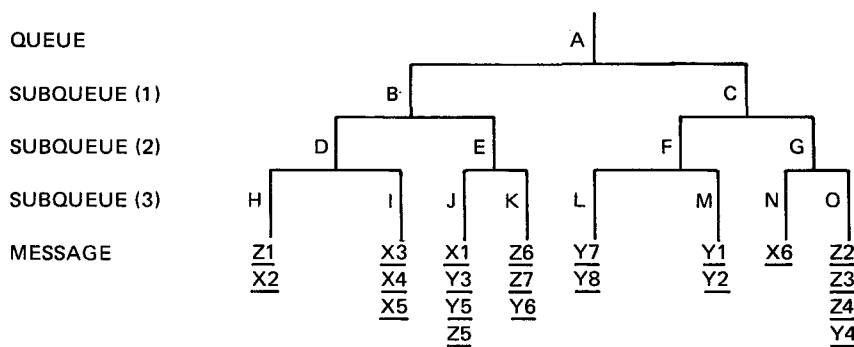 QUEUE A
SUBQUEUE (1) B C
SUBQUEUE (2) D E F G
SUBQUEUE (3) H I J K L M N O
MESSAGE Z1 X3 X1 Z6 Y7 Y1 X6 Z2
X2 X4 Y3 Z7 Y8 Y2 Z3
X5 Y5 Y6 Z4
Z5 Y4